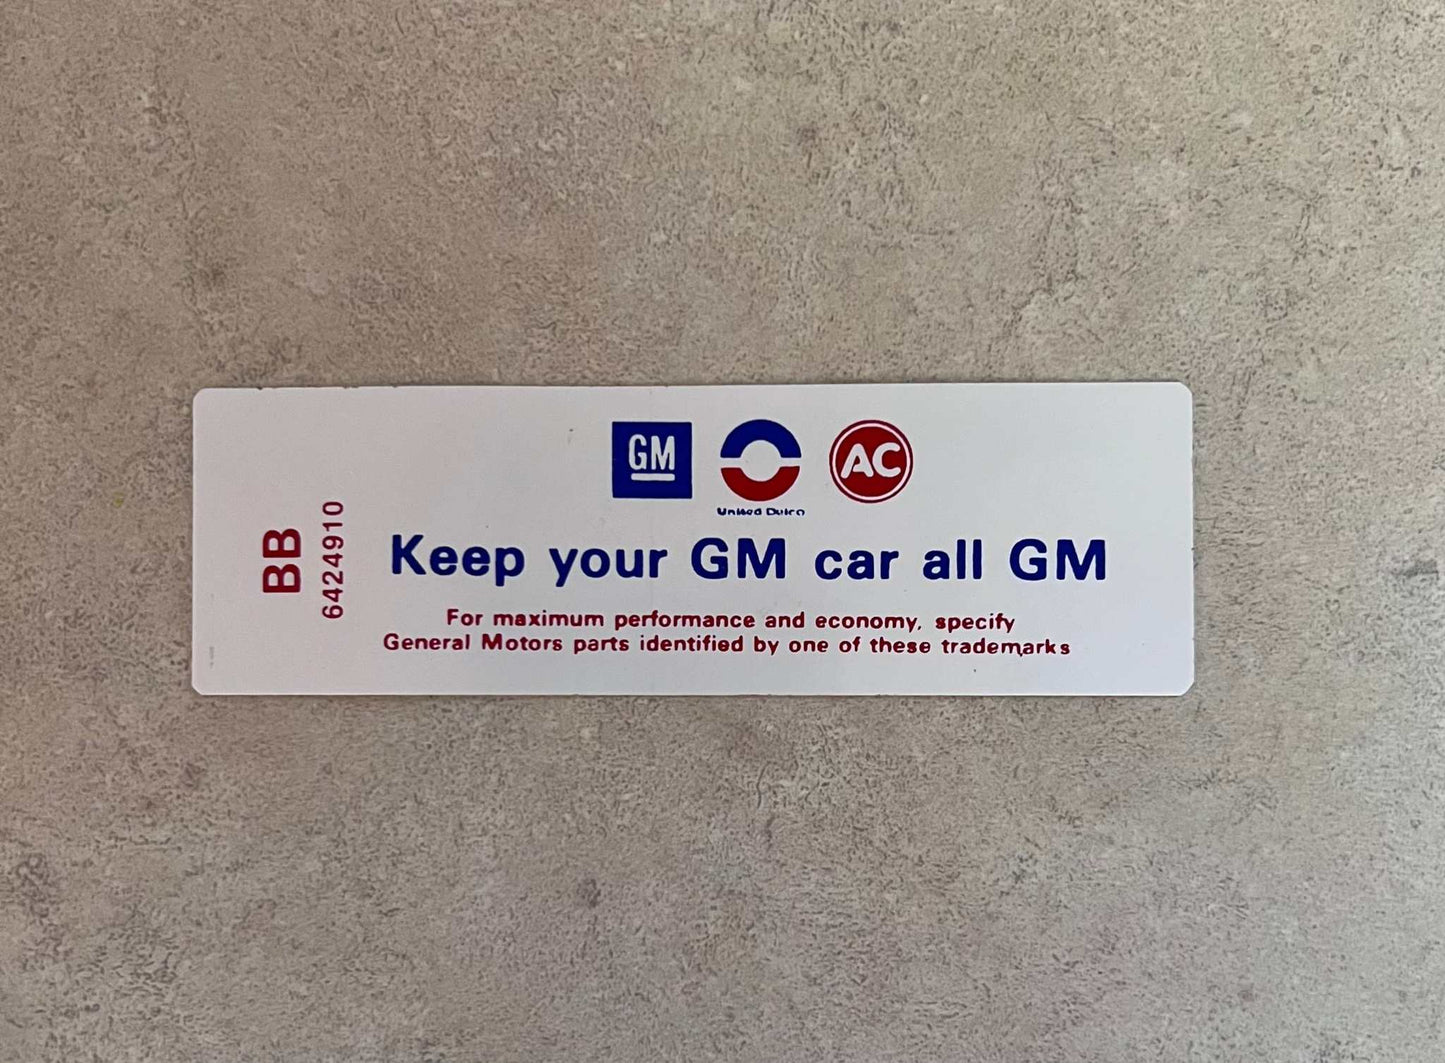 BB
6424910
GM
AC
United Delco
Keep your GM car all GM
For maximum performance and economy, specify
General Motors parts identified by one of these trademarks